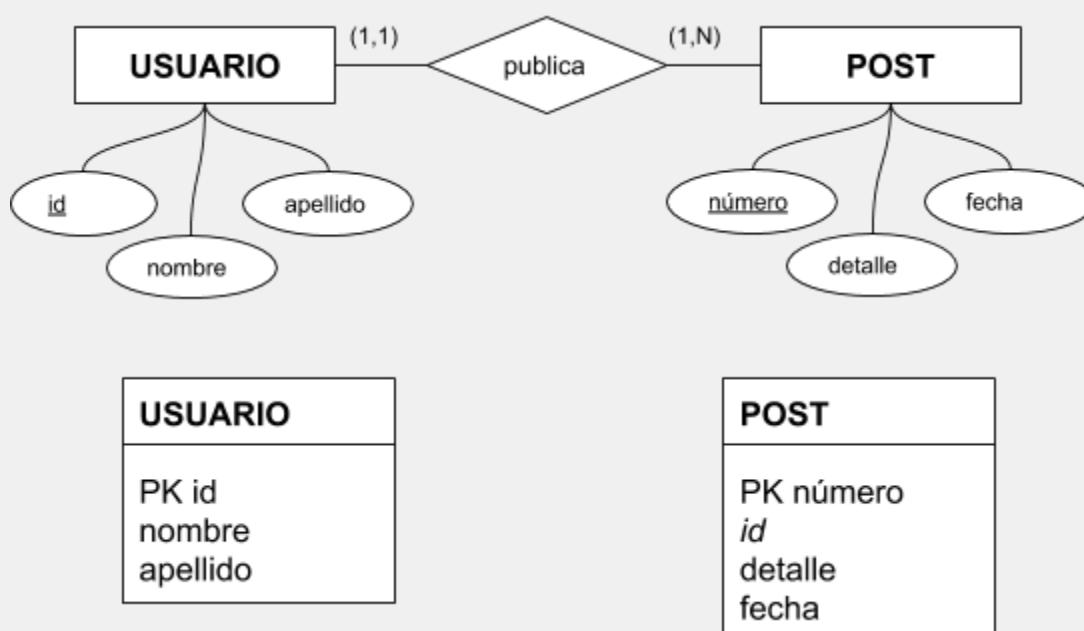 (1,1)
(1,N)
USUARIO
publica
POST
id
apellido
nombre
número
fecha
detalle
USUARIO
PK id
nombre
apellido
POST
PK número
id
detalle
fecha